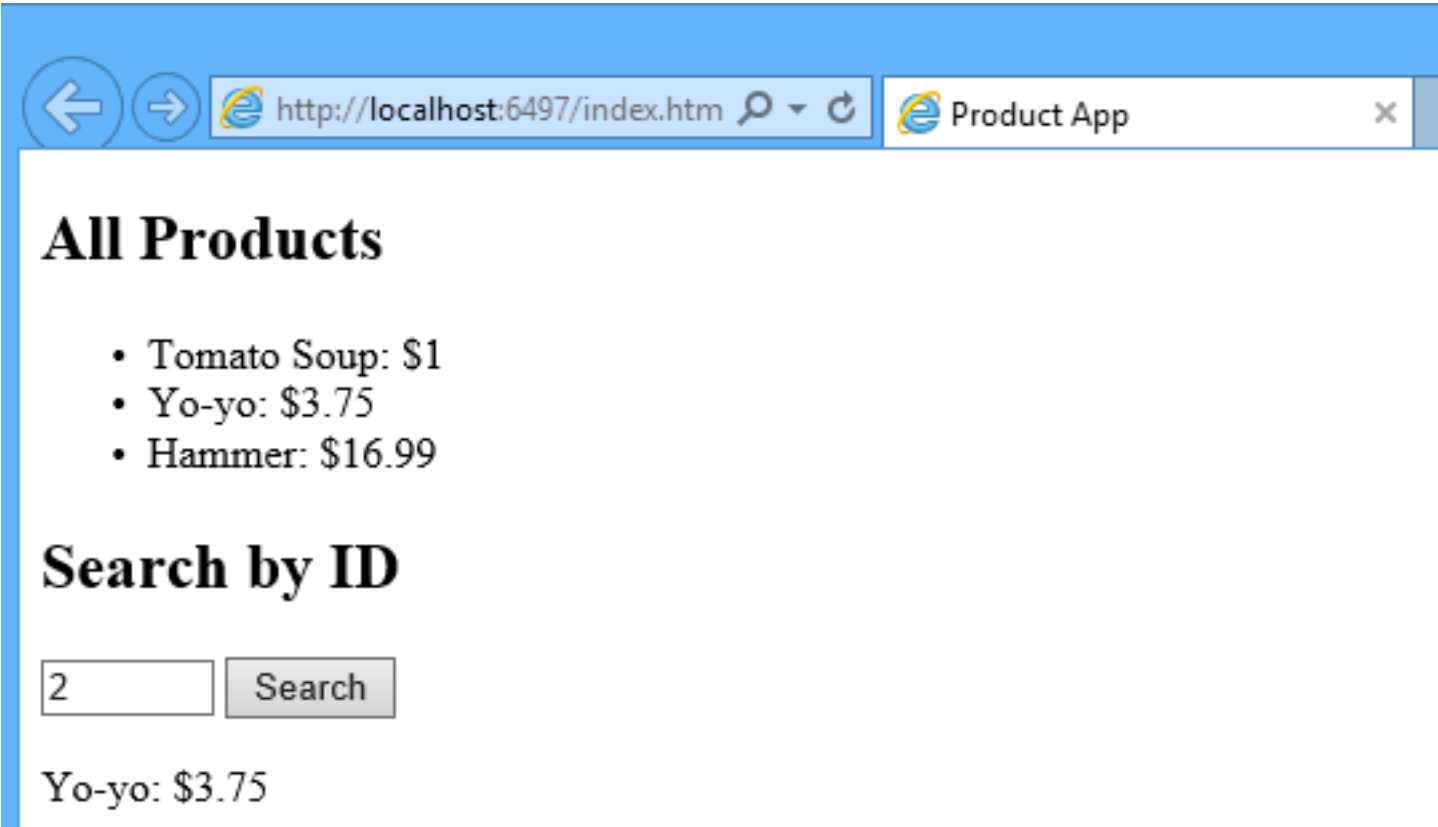 http://localhost:6497/index.htm
Product App
All Products
• Tomato Soup: $1
• Yo-yo: $3.75
• Hammer: $16.99
Search by ID
2 Search
Yo-yo: $3.75